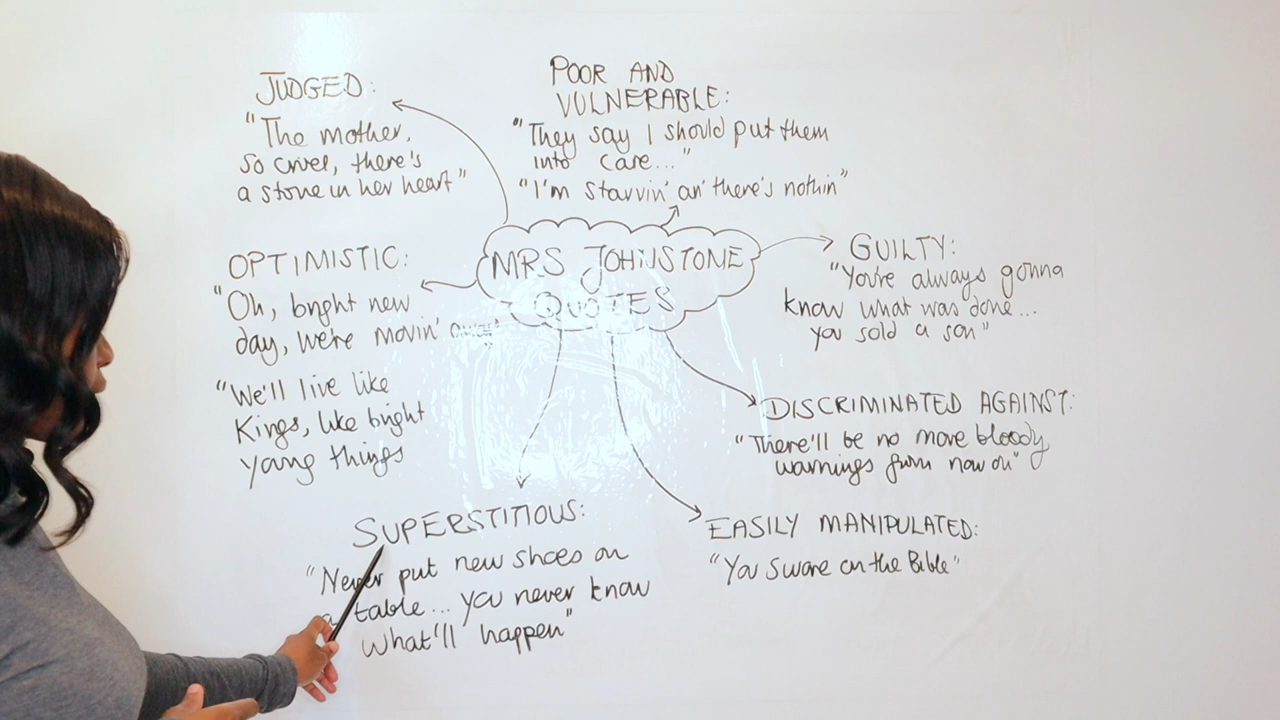 MRS JOHNSTONE
QUOTES
JUDGED:
"The mother,
so cruel, there's
a stone in her heart"
POOR AND
VULNERABLE:
"They say I should put them
into care..."
"I'm starvin' an' there's nothin"
GUILTY:
"You're always gonna
know what was done...
you sold a son"
DISCRIMINATED AGAINST:
"There'll be no more bloody
warnings from now on"
EASILY MANIPULATED:
"You swore on the Bible"
SUPERSTITIOUS:
"Never put new shoes on
a table... you never know
what'll happen"
OPTIMISTIC:
"Oh, bright new
day, we're movin' away"
"We'll live like
Kings, like bright
young things